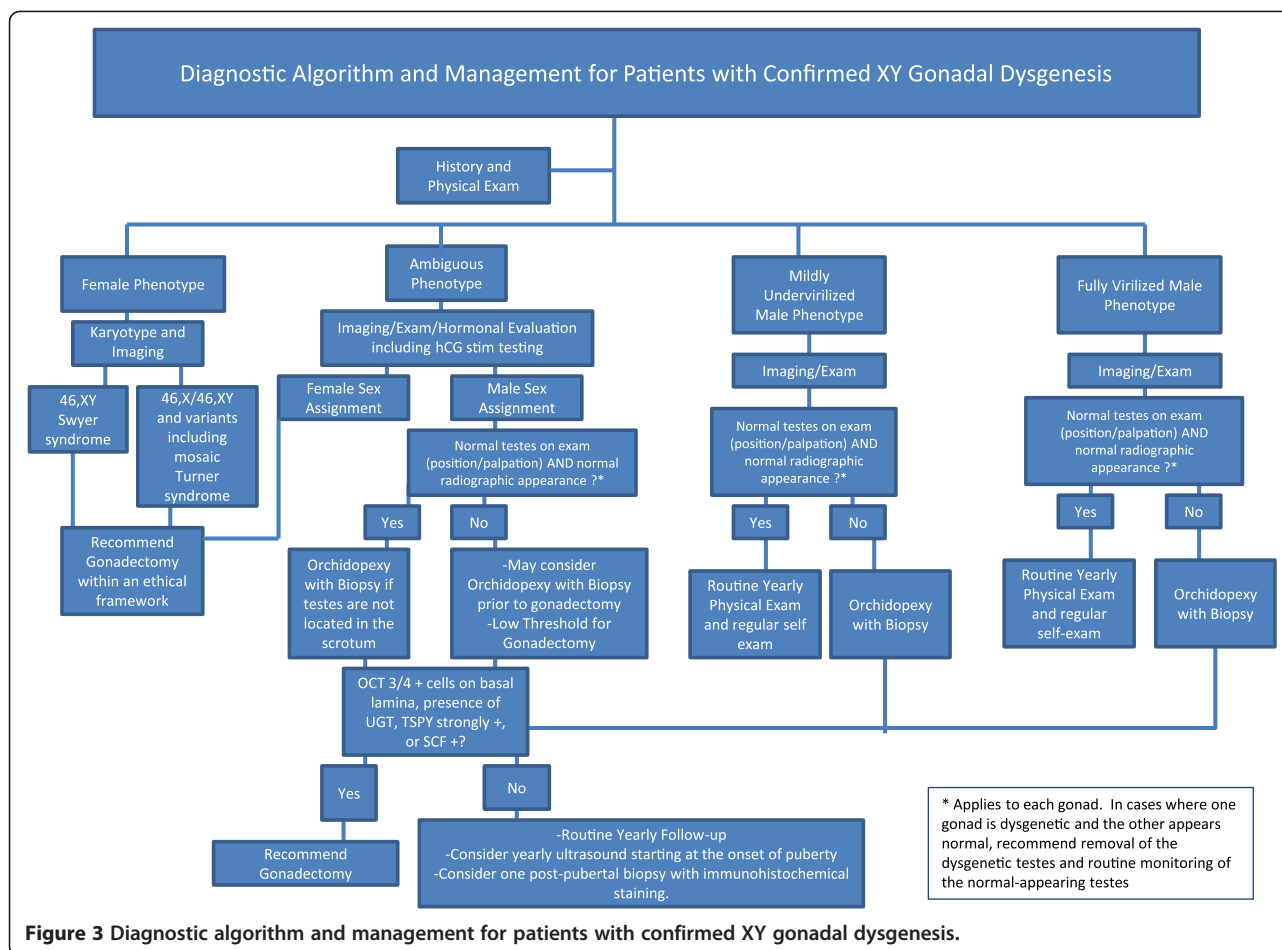 Diagnostic Algorithm and Management for Patients with Confirmed XY Gonadal Dysgenesis
History and
Physical Exam
Female Phenotype
Karyotype and
Imaging
46,XY
Swyer
syndrome
46,X/46,XY
and variants
including
mosaic
Turner
syndrome
Recommend
Gonadectomy
within an ethical
framework
Ambiguous
Phenotype
Imaging/Exam/Hormonal Evaluation
including hCG stim testing
Female Sex
Assignment
Male Sex
Assignment
Normal testes on exam
(position/palpation) AND normal
radiographic appearance ?*
Yes
No
Orchidopexy
with Biopsy if
testes are not
located in the
scrotum
-May consider
Orchidopexy with Biopsy
prior to gonadectomy
-Low Threshold for
Gonadectomy
OCT 3/4 + cells on basal
lamina, presence of
UGT, TSPY strongly +,
or SCF +?
Yes
No
Recommend
Gonadectomy
-Routine Yearly Follow-up
-Consider yearly ultrasound starting at the onset of puberty
-Consider one post-pubertal biopsy with immunohistochemical
staining.
Mildly
Undervirilized
Male Phenotype
Imaging/Exam
Normal testes on exam
(position/palpation) AND
normal radiographic
appearance ?*
Yes
No
Routine Yearly
Physical Exam
and regular self
exam
Orchidopexy
with Biopsy
Fully Virilized Male
Phenotype
Imaging/Exam
Normal testes on exam
(position/palpation) AND
normal radiographic
appearance ?*
Yes
No
Routine Yearly
Physical Exam
and regular
self-exam
Orchidopexy
with Biopsy
* Applies to each gonad. In cases where one
gonad is dysgenetic and the other appears
normal, recommend removal of the
dysgenetic testes and routine monitoring of
the normal-appearing testes
Figure 3 Diagnostic algorithm and management for patients with confirmed XY gonadal dysgenesis.